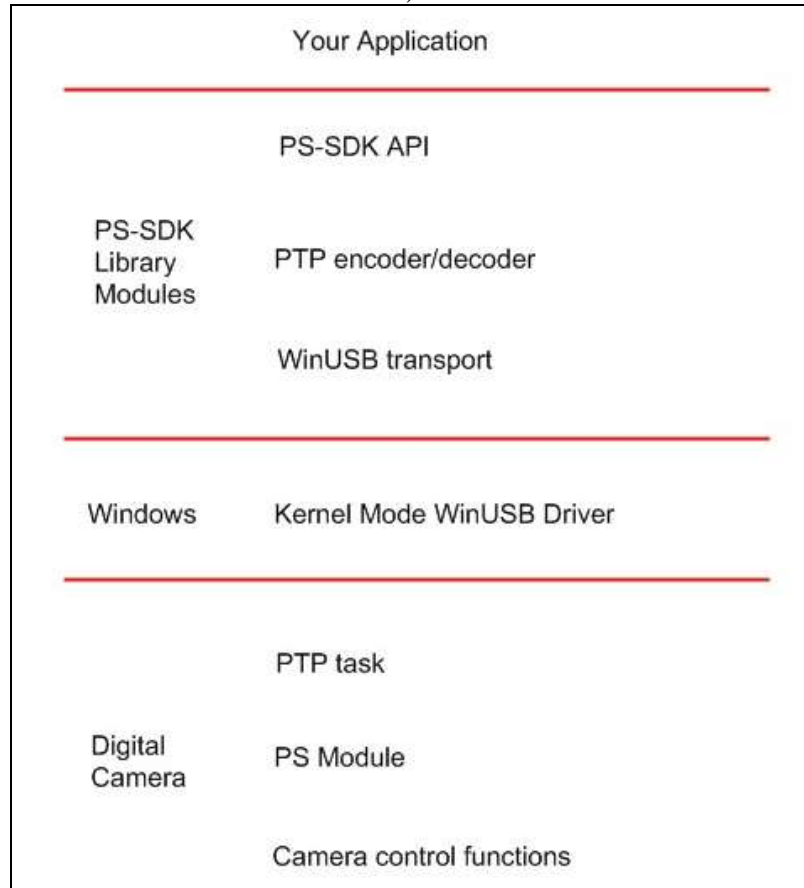 Your Application
PS-SDK API
PS-SDK
Library
Modules
PTP encoder/decoder
WinUSB transport
Windows
Kernel Mode WinUSB Driver
PTP task
Digital
Camera
PS Module
Camera control functions